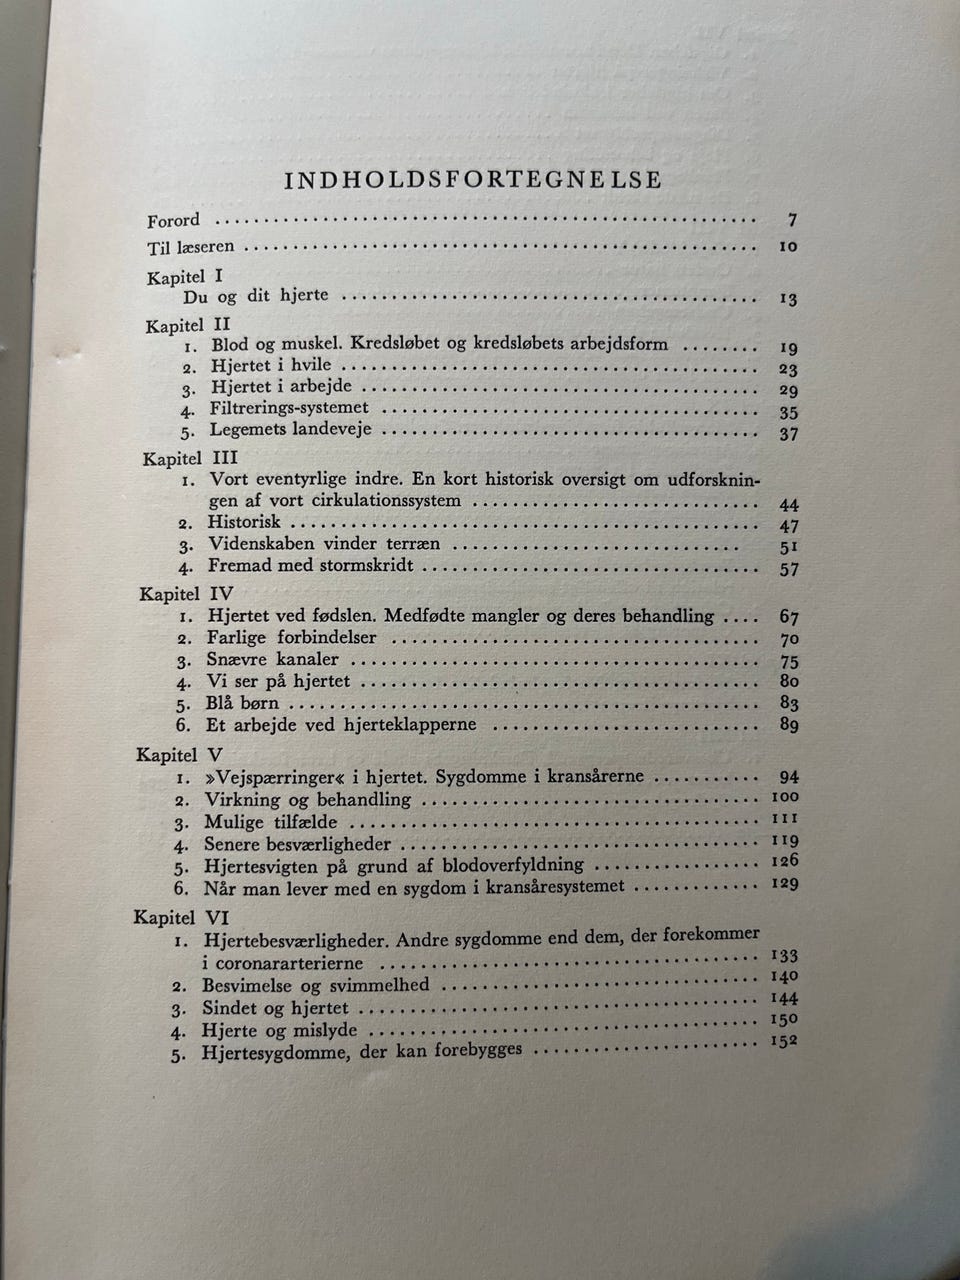 INDHOLDSFORTEGNELSE
Forord ........................................................ 7
Til læseren ..................................................... 10
Kapitel I
Du og dit hjerte .......................................... 13
Kapitel II
1. Blod og muskel. Kredsløbet og kredsløbets arbejdsform ........ 19
2. Hjertet i hvile .......................................... 23
3. Hjertet i arbejde ........................................ 29
4. Filtrerings-systemet ...................................... 35
5. Legemets landeveje ...................................... 37
Kapitel III
1. Vort eventyrlige indre. En kort historisk oversigt om udforsknin-
gen af vort cirkulationssystem ............................. 44
2. Historisk ................................................ 47
3. Videnskaben vinder terræn ............................. 51
4. Fremad med stormskridt .................................. 57
Kapitel IV
1. Hjertet ved fødslen. Medfødte mangler og deres behandling .... 67
2. Farlige forbindelser ..................................... 70
3. Snævre kanaler ......................................... 75
4. Vi ser på hjertet ........................................ 80
5. Blå børn ................................................ 83
6. Et arbejde ved hjerteklapperne ........................... 89
Kapitel V
1. »Vejspærringer« i hjertet. Sygdomme i kransårerne ........... 94
2. Virkning og behandling .................................. 100
3. Mulige tilfælde ......................................... 111
4. Senere besværligheder .................................... 119
5. Hjertesvigten på grund af blodoverfyldning ................. 126
6. Når man lever med en sygdom i kransåresystemet ............. 129
Kapitel VI
1. Hjertebesværligheder. Andre sygdomme end dem, der forekommer
i coronararterierne ...................................... 133
2. Besvimelse og svimmelhed ................................ 140
3. Sindet og hjertet ........................................ 144
4. Hjerte og mislyde ....................................... 150
5. Hjertesygdomme, der kan forebygges ....................... 152